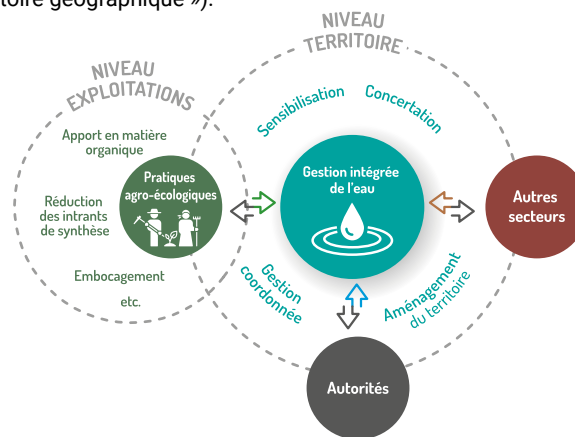 toire géographique »).
NIVEAU
TERRITOIRE
NIVEAU
EXPLOITATIONS
Sensibilisation
Concertation
Apport en matière
organique
Pratiques
agro-écologiques
Gestion intégrée
de l'eau
Réduction
des intrants
de synthèse
Autres
secteurs
Embocagement
etc.
Gestion
coordonnée
Aménagement
du territoire
Autorités